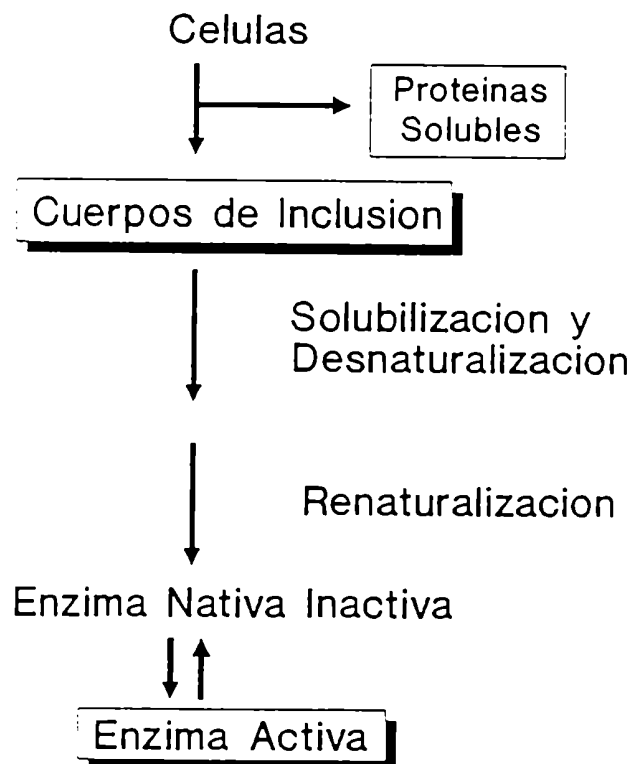 Celulas
Proteinas
Solubles
Cuerpos de Inclusion
Solubilizacion y
Desnaturalizacion
Renaturalizacion
Enzima Nativa Inactiva
Enzima Activa